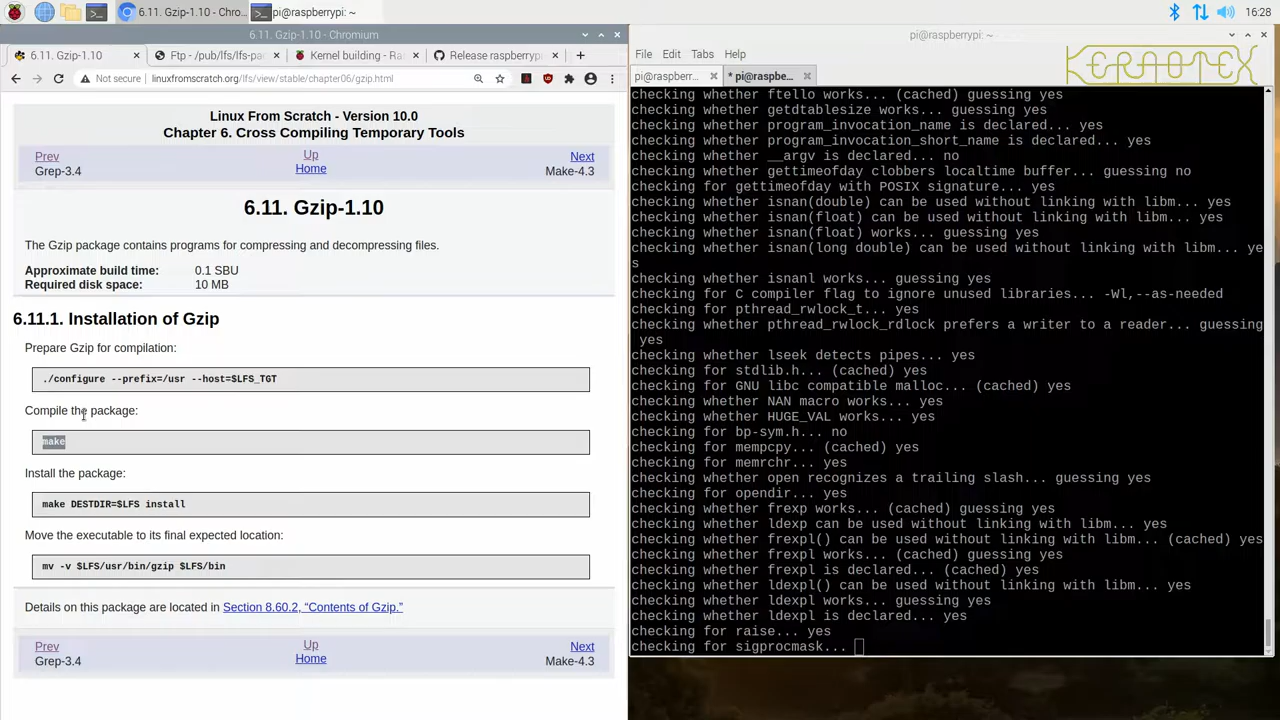 6.11. Gzip-1.10 - Chro...
pi@raspberrypi: ~
16:28
6.11. Gzip-1.10 - Chromium
pi@raspberrypi: ~
6.11. Gzip-1.10
Ftp - /pub/lfs/lfs-pa
Kernel building - Ra
Release raspberryp
Not secure
linuxfromscratch.org/lfs/view/stable/chapter06/gzip.html
Linux From Scratch - Version 10.0
Chapter 6. Cross Compiling Temporary Tools
Prev
Up
Next
Grep-3.4
Home
Make-4.3
6.11. Gzip-1.10
The Gzip package contains programs for compressing and decompressing files.
Approximate build time: 0.1 SBU
Required disk space: 10 MB
6.11.1. Installation of Gzip
Prepare Gzip for compilation:
./configure --prefix=/usr --host=$LFS_TGT
Compile the package:
make
Install the package:
make DESTDIR=$LFS install
Move the executable to its final expected location:
mv -v $LFS/usr/bin/gzip $LFS/bin
Details on this package are located in Section 8.60.2, “Contents of Gzip.”
Prev
Up
Next
Grep-3.4
Home
Make-4.3
File Edit Tabs Help
KERAOTEX
pi@raspberr...
* pi@raspbe...
checking whether ftello works... (cached) guessing yes
checking whether getdtablesize works... guessing yes
checking whether program_invocation_name is declared... yes
checking whether program_invocation_short_name is declared... yes
checking whether __argv is declared... no
checking whether gettimeofday clobbers localtime buffer... guessing no
checking for gettimeofday with POSIX signature... yes
checking whether isnan(double) can be used without linking with libm... yes
checking whether isnan(float) can be used without linking with libm... yes
checking whether isnan(float) works... guessing yes
checking whether isnan(long double) can be used without linking with libm... ye
s
checking whether isnanl works... guessing yes
checking for C compiler flag to ignore unused libraries... -Wl,--as-needed
checking for pthread_rwlock_t... yes
checking whether pthread_rwlock_rdlock prefers a writer to a reader... guessing
yes
checking whether lseek detects pipes... yes
checking for stdlib.h... (cached) yes
checking for GNU libc compatible malloc... (cached) yes
checking whether NAN macro works... yes
checking whether HUGE_VAL works... yes
checking for bp-sym.h... no
checking for mempcpy... (cached) yes
checking for memrchr... yes
checking whether open recognizes a trailing slash... guessing yes
checking for opendir... yes
checking whether frexp works... (cached) guessing yes
checking whether ldexp can be used without linking with libm... yes
checking whether frexpl() can be used without linking with libm... (cached) yes
checking whether frexpl works... (cached) guessing yes
checking whether frexpl is declared... (cached) yes
checking whether ldexpl() can be used without linking with libm... yes
checking whether ldexpl works... guessing yes
checking whether ldexpl is declared... yes
checking for raise... yes
checking for sigprocmask...